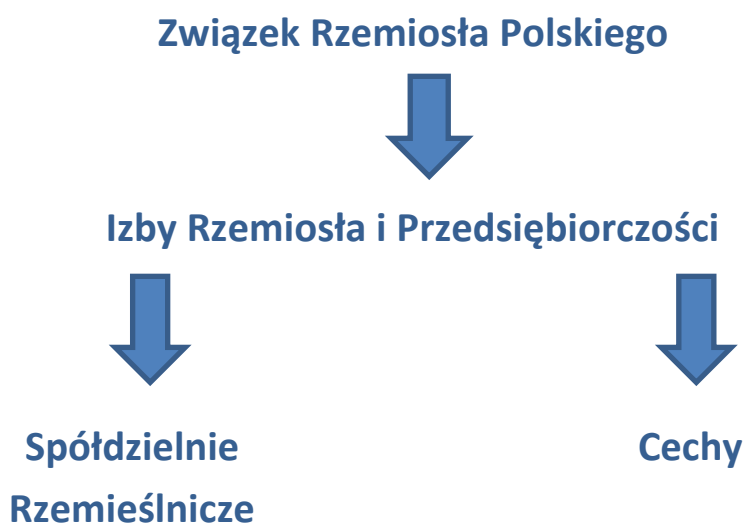 Związek Rzemiosła Polskiego
Izby Rzemiosła i Przedsiębiorczości
Spółdzielnie
Rzemieślnicze
Cechy